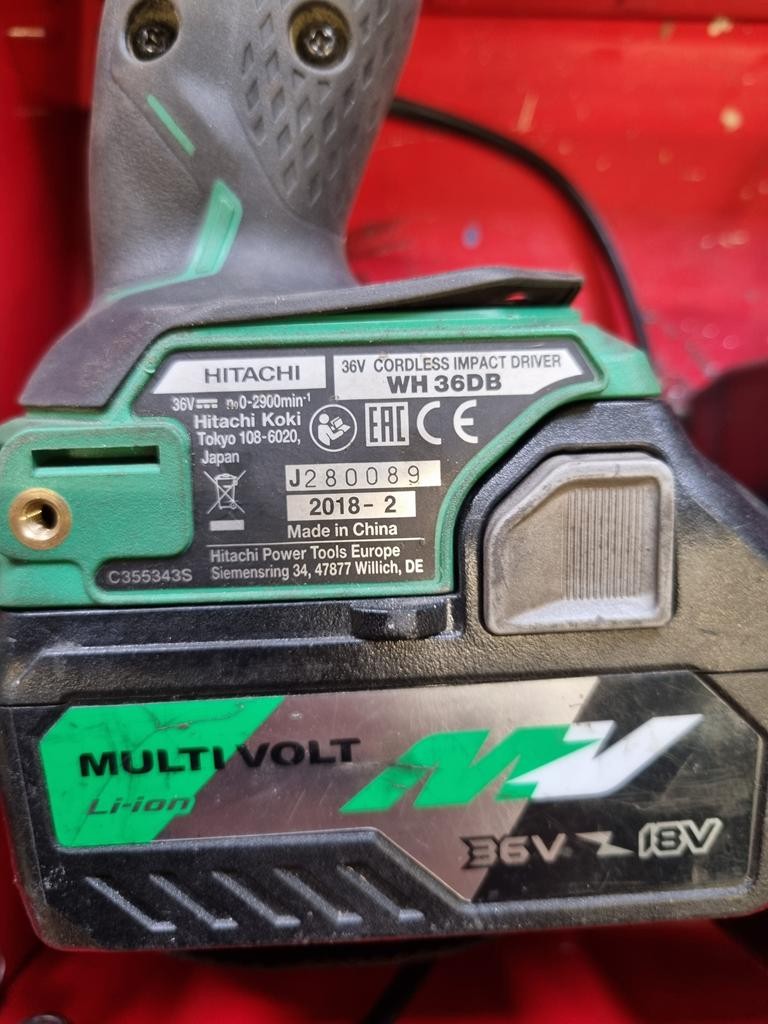 HITACHI
36V CORDLESS IMPACT DRIVER
WH 36DB
36V⎓ n₀0-2900min⁻¹
Hitachi Koki
Tokyo 108-6020,
Japan
EAC CE
J280089
2018- 2
Made in China
Hitachi Power Tools Europe
Siemensring 34, 47877 Willich, DE
C355343S
MULTI VOLT
Li-ion
MV
36V 18V